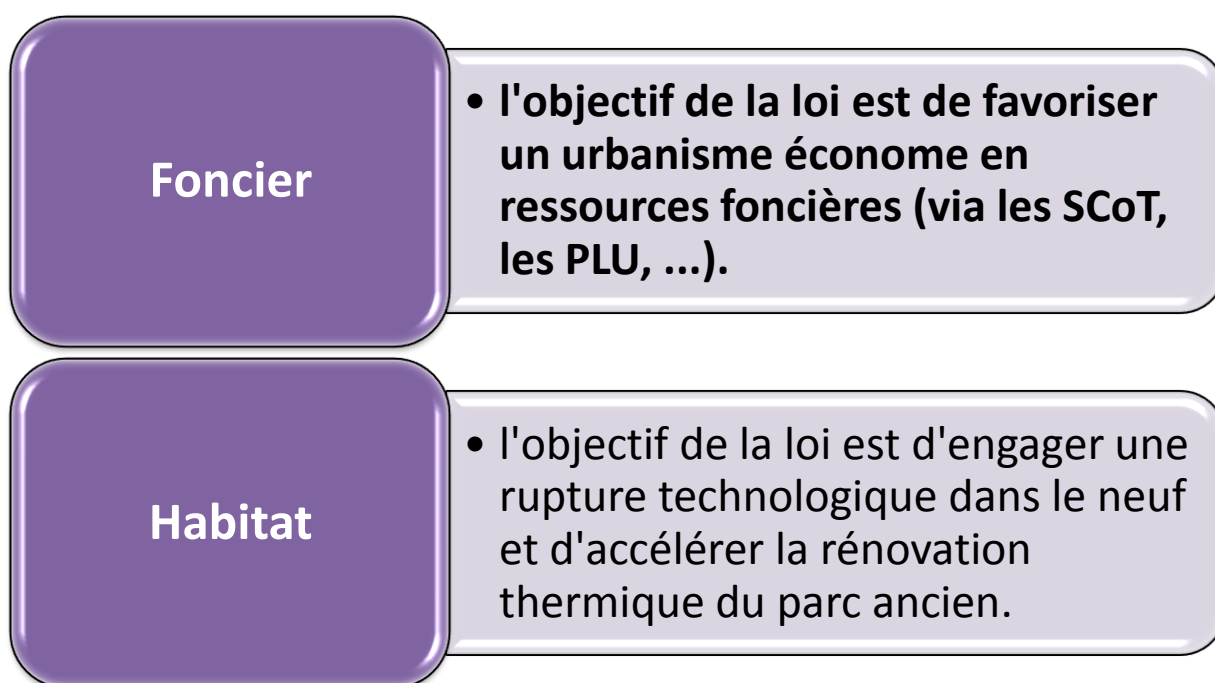 Foncier
• l'objectif de la loi est de favoriser
un urbanisme économe en
ressources foncières (via les SCoT,
les PLU, ...).
Habitat
• l'objectif de la loi est d'engager une
rupture technologique dans le neuf
et d'accélérer la rénovation
thermique du parc ancien.